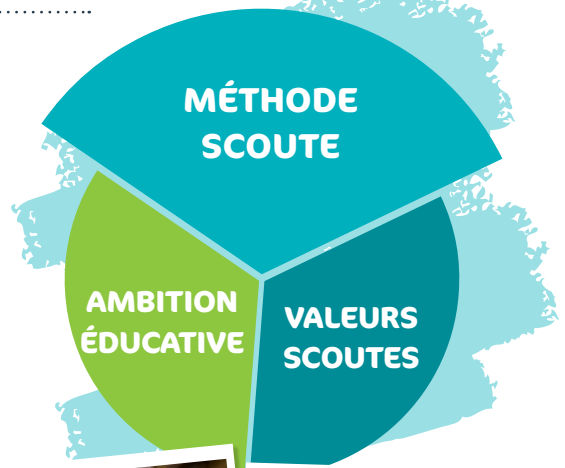 MÉTHODE
SCOUTE
AMBITION
ÉDUCATIVE
VALEURS
SCOUTES